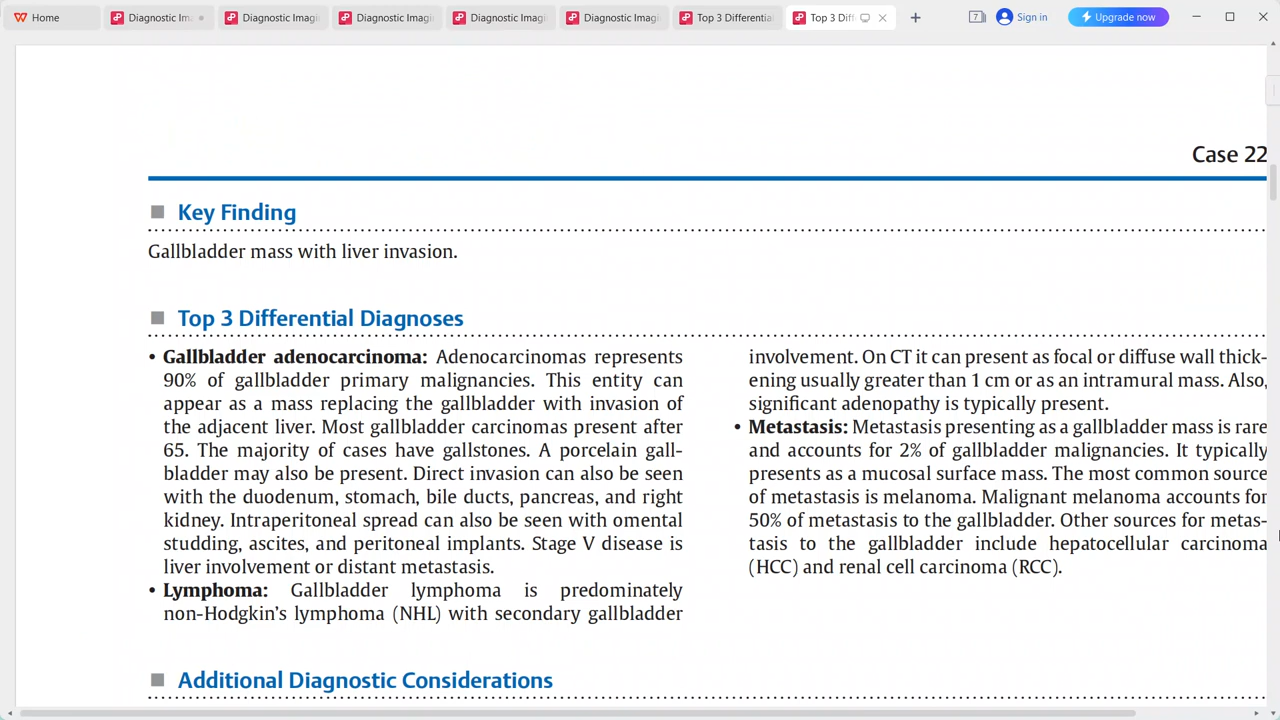 Home
Diagnostic Im
Diagnostic Imagi
Diagnostic Imagi
Diagnostic Imagi
Diagnostic Imagi
Top 3 Differential
Top 3 Diff
7
Sign in
Upgrade now
Case 22
Key Finding
Gallbladder mass with liver invasion.
Top 3 Differential Diagnoses
• Gallbladder adenocarcinoma: Adenocarcinomas represents
90% of gallbladder primary malignancies. This entity can
appear as a mass replacing the gallbladder with invasion of
the adjacent liver. Most gallbladder carcinomas present after
65. The majority of cases have gallstones. A porcelain gall-
bladder may also be present. Direct invasion can also be seen
with the duodenum, stomach, bile ducts, pancreas, and right
kidney. Intraperitoneal spread can also be seen with omental
studding, ascites, and peritoneal implants. Stage V disease is
liver involvement or distant metastasis.
• Lymphoma: Gallbladder lymphoma is predominately
non-Hodgkin's lymphoma (NHL) with secondary gallbladder
involvement. On CT it can present as focal or diffuse wall thick-
ening usually greater than 1 cm or as an intramural mass. Also,
significant adenopathy is typically present.
• Metastasis: Metastasis presenting as a gallbladder mass is rare
and accounts for 2% of gallbladder malignancies. It typically
presents as a mucosal surface mass. The most common source
of metastasis is melanoma. Malignant melanoma accounts for
50% of metastasis to the gallbladder. Other sources for metas-
tasis to the gallbladder include hepatocellular carcinoma
(HCC) and renal cell carcinoma (RCC).
Additional Diagnostic Considerations